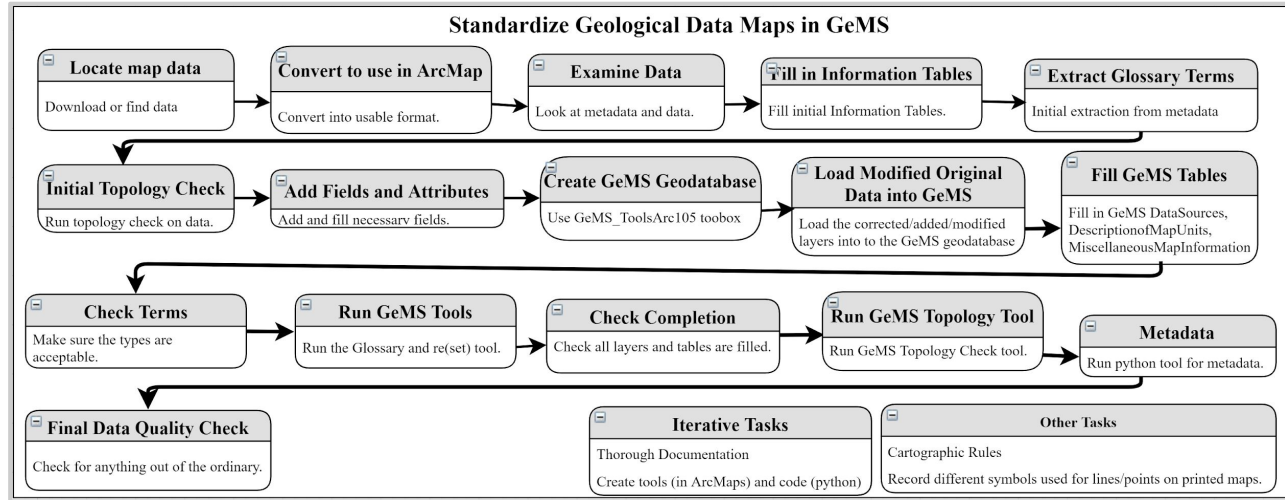 Standardize Geological Data Maps in GeMS
Locate map data
Download or find data
Convert to use in ArcMap
Convert into usable format.
Examine Data
Look at metadata and data.
Fill in Information Tables
Fill initial Information Tables.
Extract Glossary Terms
Initial extraction from metadata
Initial Topology Check
Run topology check on data.
Add Fields and Attributes
Add and fill necessary fields.
Create GeMS Geodatabase
Use GeMS_ToolsArc105 toobox
Load Modified Original
Data into GeMS
Load the corrected/added/modified
layers into to the GeMS geodatabase
Fill GeMS Tables
Fill in GeMS DataSources,
DescriptionofMapUnits,
MiscellaneousMapInformation
Check Terms
Make sure the types are
acceptable.
Run GeMS Tools
Run the Glossary and re(set) tool.
Check Completion
Check all layers and tables are filled.
Run GeMS Topology Tool
Run GeMS Topology Check tool.
Metadata
Run python tool for metadata.
Final Data Quality Check
Check for anything out of the ordinary.
Iterative Tasks
Thorough Documentation
Create tools (in ArcMaps) and code (python)
Other Tasks
Cartographic Rules
Record different symbols used for lines/points on printed maps.